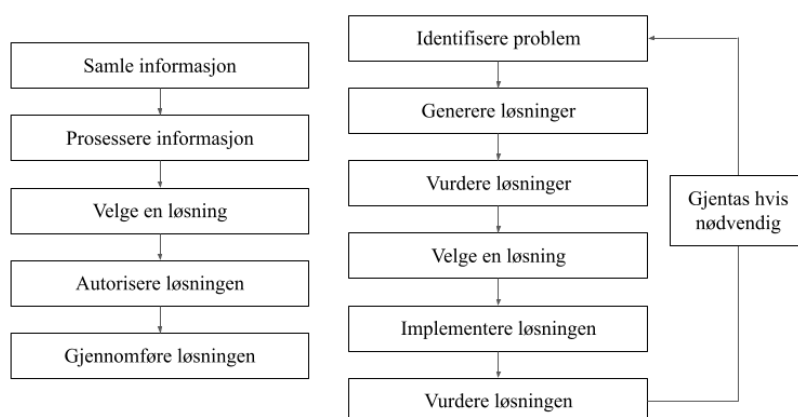 Samle informasjon
Prosessere informasjon
Velge en løsning
Autorisere løsningen
Gjennomføre løsningen
Identifisere problem
Generere løsninger
Vurdere løsninger
Velge en løsning
Implementere løsningen
Vurdere løsningen
Gjentas hvis
nødvendig